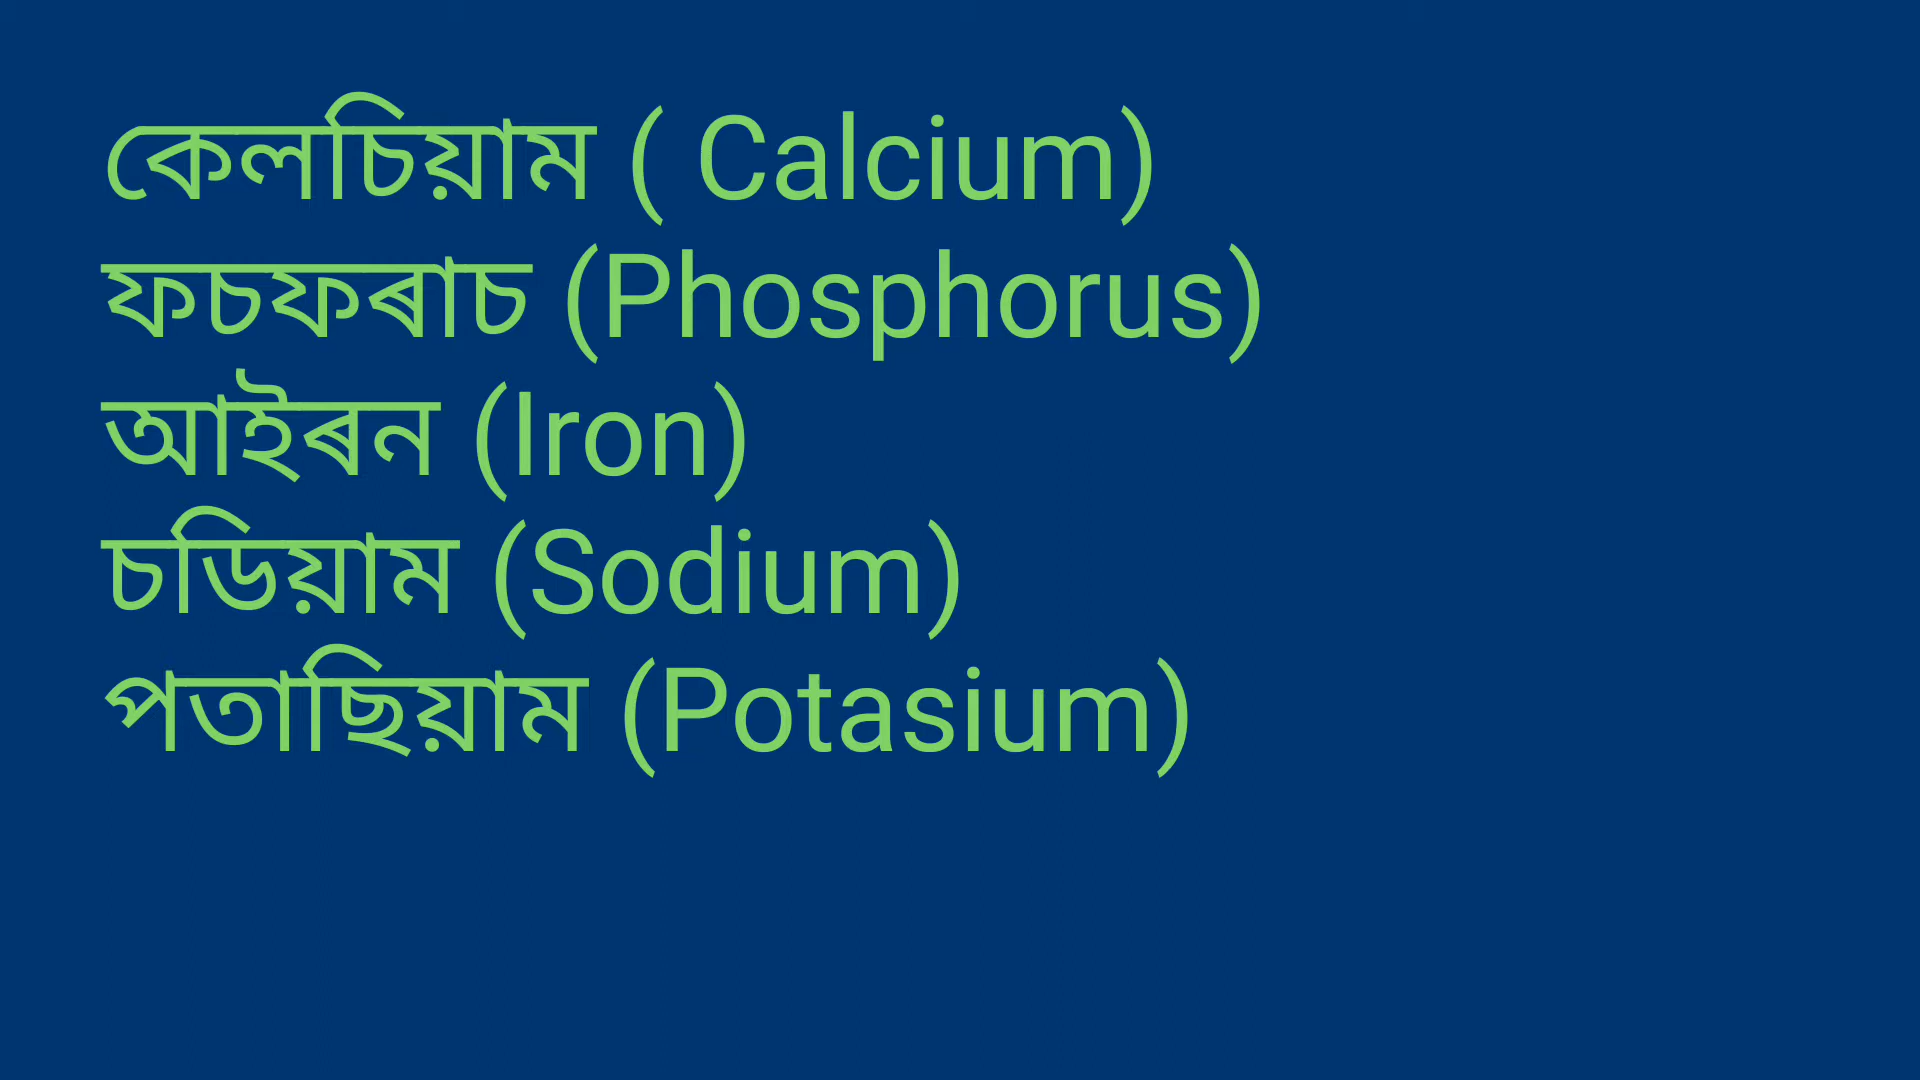 কেলচিয়াম ( Calcium)
ফচফৰাচ (Phosphorus)
আইৰন (Iron)
চডিয়াম (Sodium)
পতাছিয়াম (Potasium)